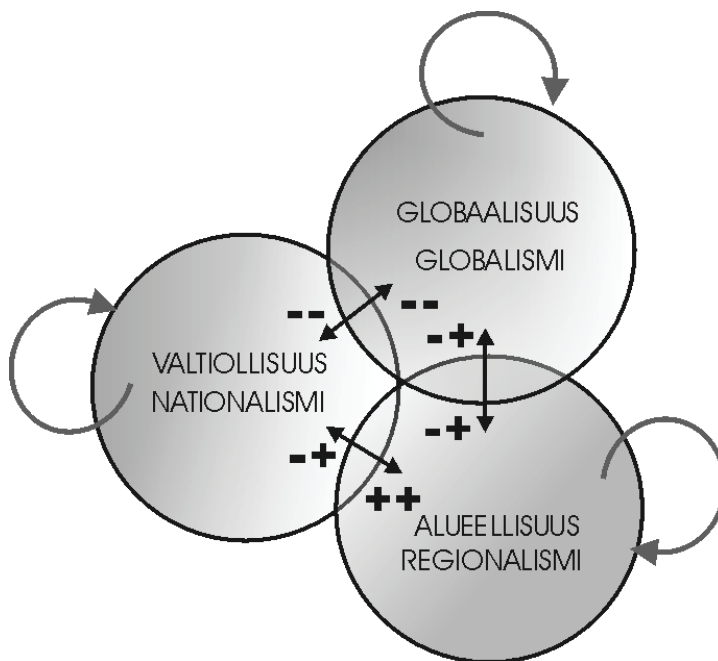 GLOBAALISUUS
GLOBALISMI
-- --
-+
VALTIOLLISUUS
NATIONALISMI
-+
-+
++
ALUEELLISUUS
REGIONALISMI